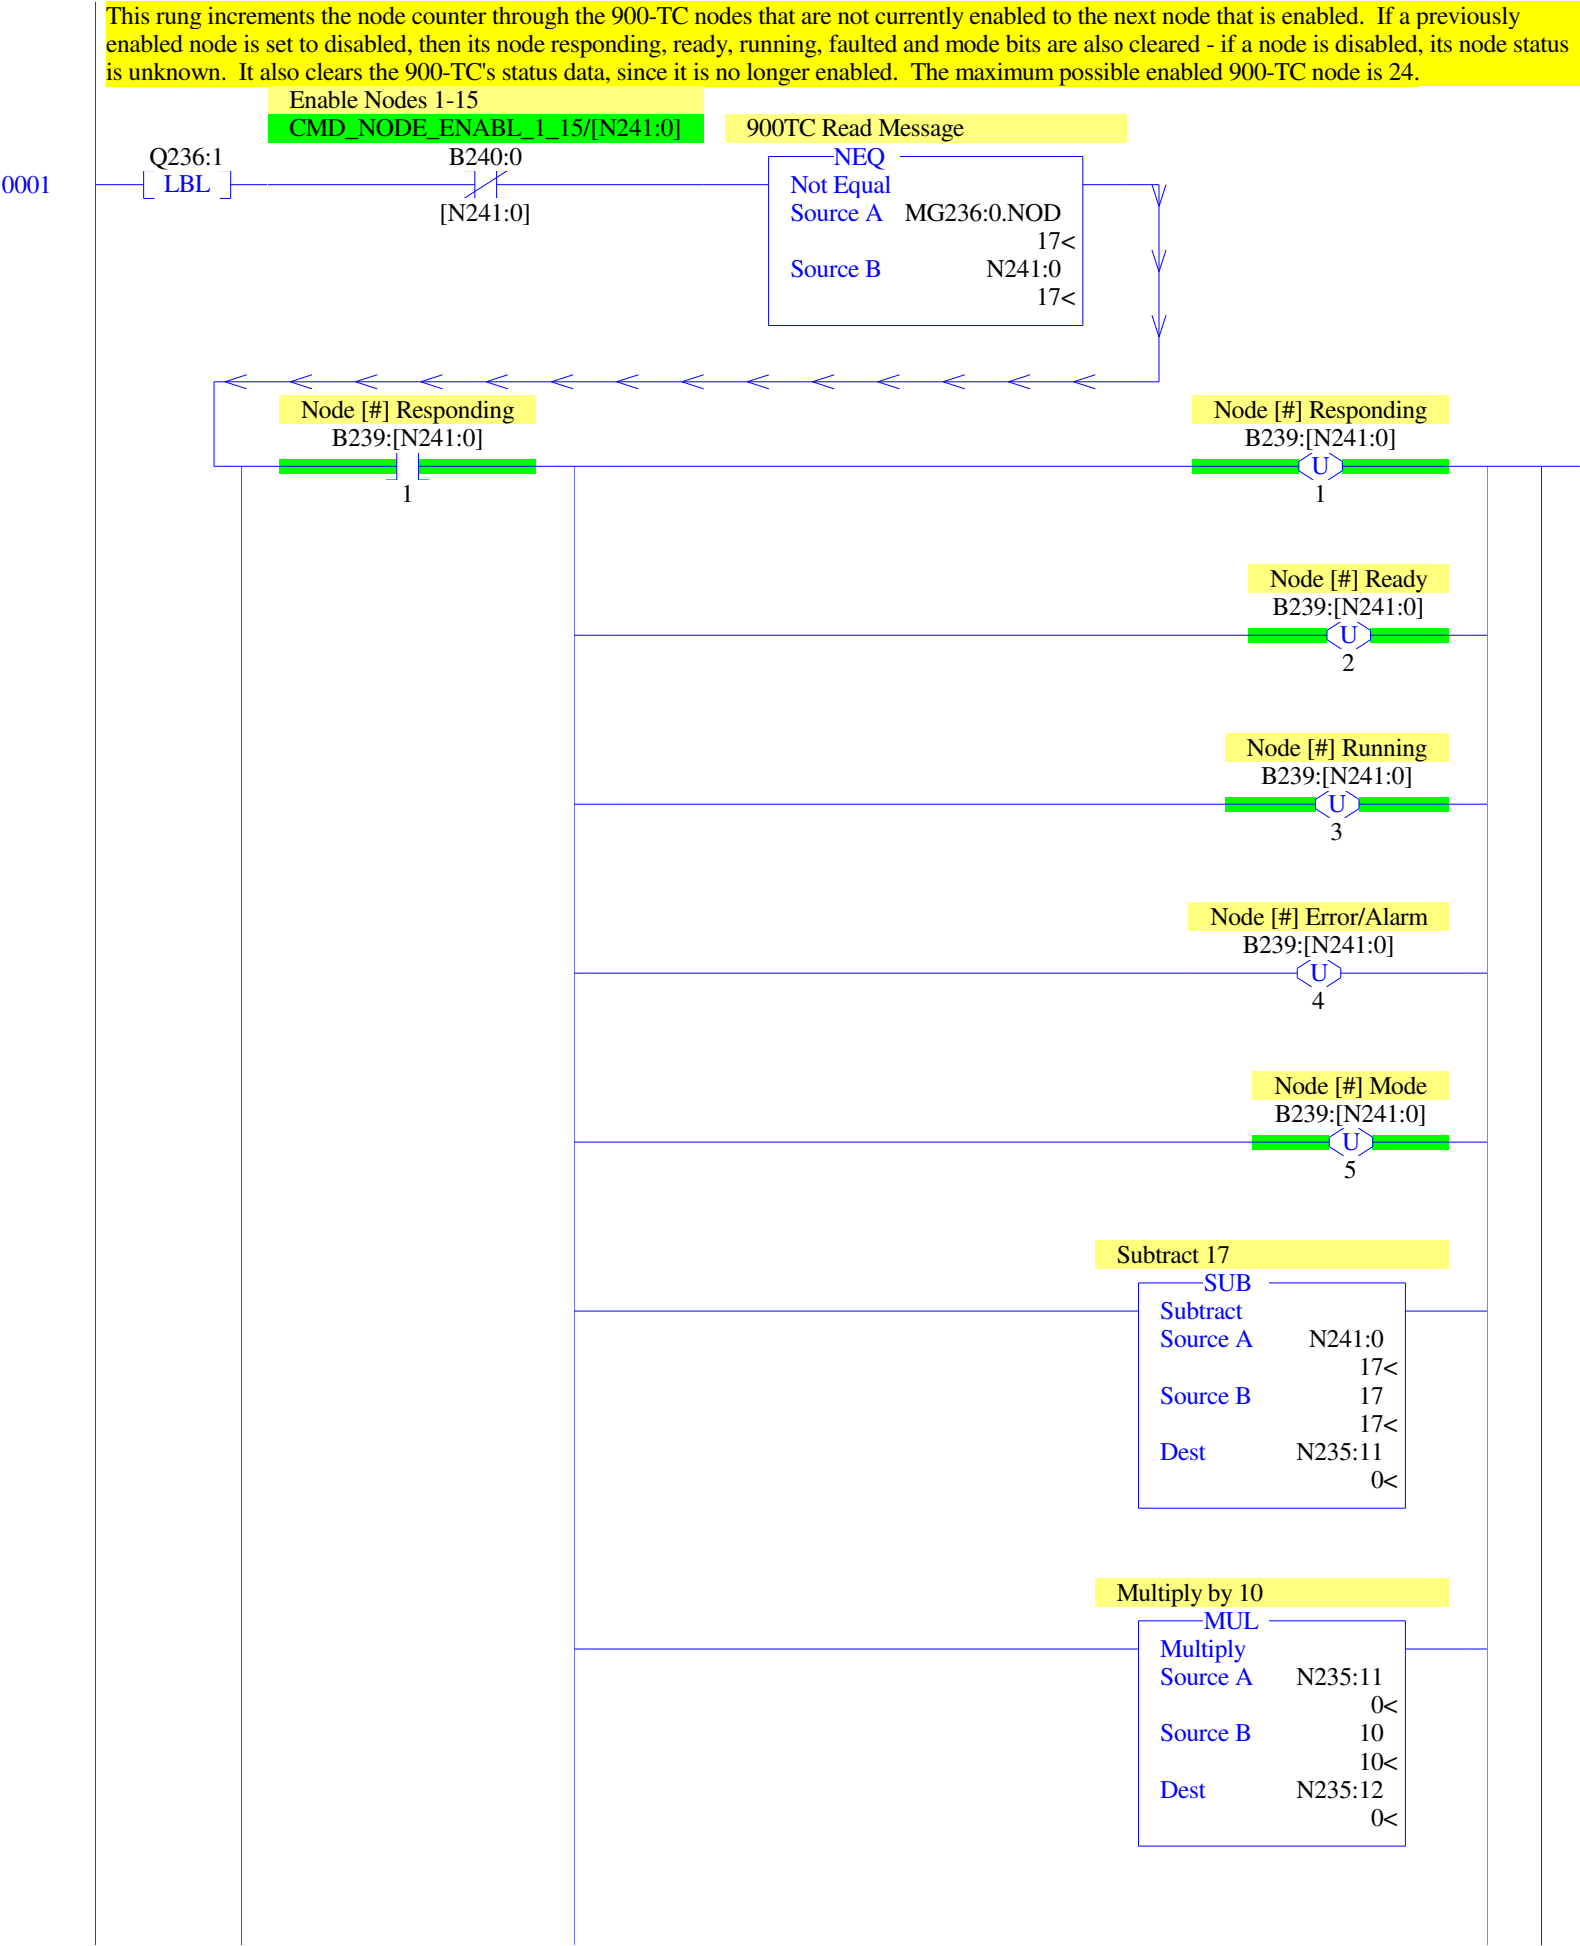 This rung increments the node counter through the 900-TC nodes that are not currently enabled to the next node that is enabled.  If a previously
enabled node is set to disabled, then its node responding, ready, running, faulted and mode bits are also cleared - if a node is disabled, its node status
is unknown.  It also clears the 900-TC's status data, since it is no longer enabled.  The maximum possible enabled 900-TC node is 24.
Enable Nodes 1-15
CMD_NODE_ENABL_1_15/[N241:0]
900TC Read Message
Q236:1
B240:0
NEQ
0001
LBL
Not Equal
[N241:0]
Source A MG236:0.NOD
17<
Source B N241:0
17<
Node [#] Responding
B239:[N241:0]
1
Node [#] Responding
B239:[N241:0]
U
1
Node [#] Ready
B239:[N241:0]
U
2
Node [#] Running
B239:[N241:0]
U
3
Node [#] Error/Alarm
B239:[N241:0]
U
4
Node [#] Mode
B239:[N241:0]
U
5
Subtract 17
SUB
Subtract
Source A N241:0
17<
Source B 17
17<
Dest N235:11
0<
Multiply by 10
MUL
Multiply
Source A N235:11
0<
Source B 10
10<
Dest N235:12
0<